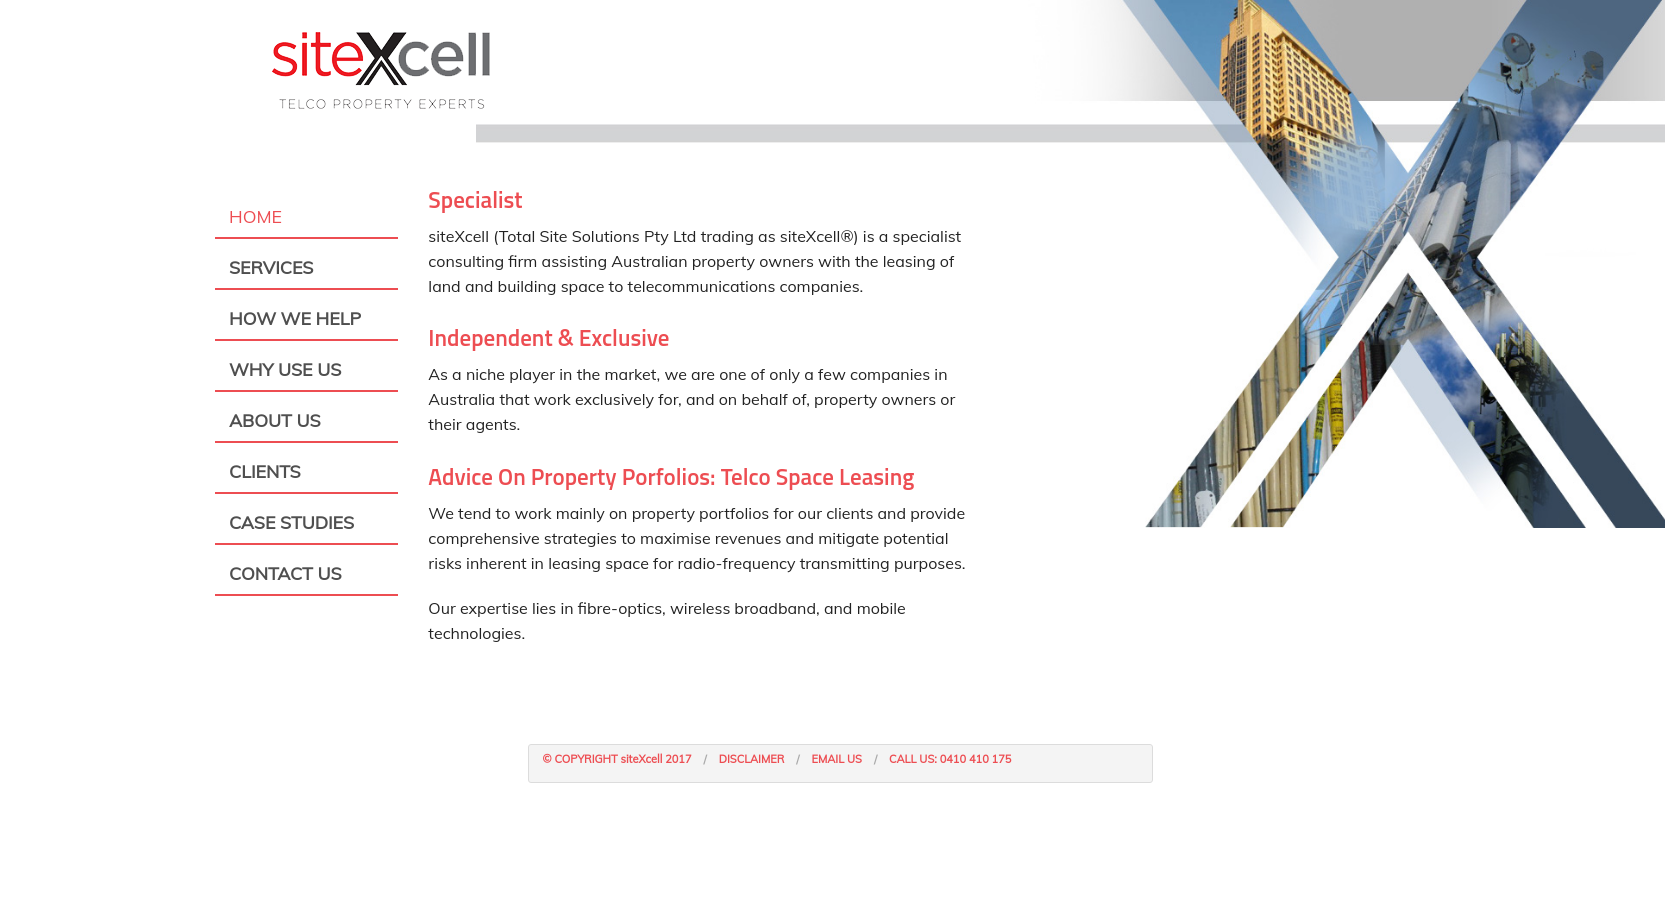 siteXcell
TELCO PROPERTY EXPERTS
HOME
SERVICES
HOW WE HELP
WHY USE US
ABOUT US
CLIENTS
CASE STUDIES
CONTACT US
Specialist
siteXcell (Total Site Solutions Pty Ltd trading as siteXcell®) is a specialist
consulting firm assisting Australian property owners with the leasing of
land and building space to telecommunications companies.
Independent & Exclusive
As a niche player in the market, we are one of only a few companies in
Australia that work exclusively for, and on behalf of, property owners or
their agents.
Advice On Property Porfolios: Telco Space Leasing
We tend to work mainly on property portfolios for our clients and provide
comprehensive strategies to maximise revenues and mitigate potential
risks inherent in leasing space for radio-frequency transmitting purposes.
Our expertise lies in fibre-optics, wireless broadband, and mobile
technologies.
© COPYRIGHT siteXcell 2017 / DISCLAIMER / EMAIL US / CALL US: 0410 410 175